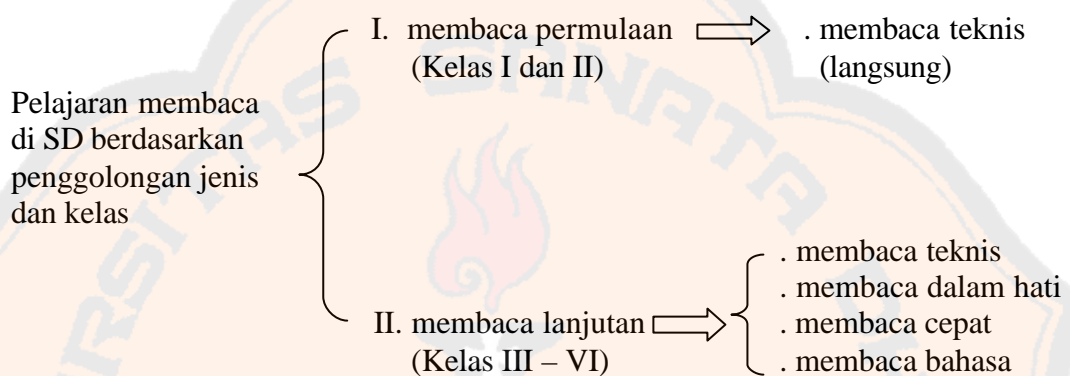 I. membaca permulaan
(Kelas I dan II)
. membaca teknis
(langsung)
Pelajaran membaca
di SD berdasarkan
penggolongan jenis
dan kelas
II. membaca lanjutan
(Kelas III – VI)
. membaca teknis
. membaca dalam hati
. membaca cepat
. membaca bahasa